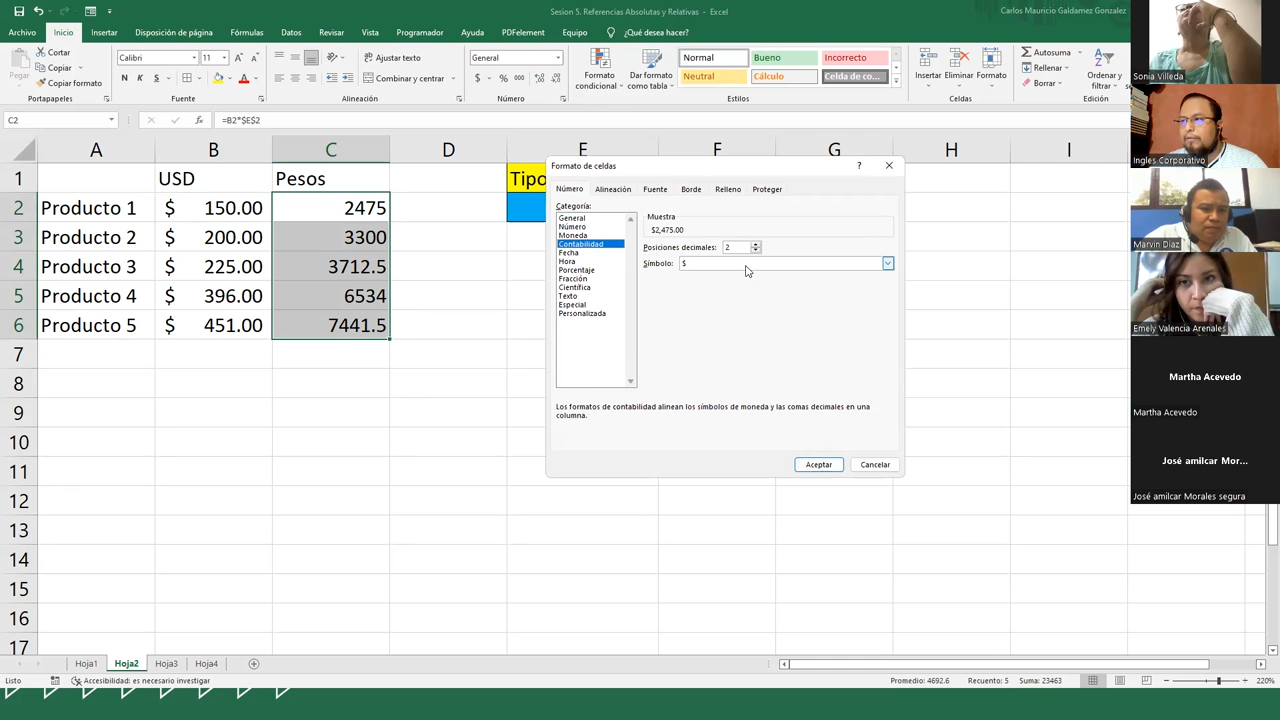 Sesion 5. Referencias Absolutas y Relativas - Excel
Carlos Mauricio Galdamez Gonzalez
Archivo Inicio Insertar Disposición de página Fórmulas Datos Revisar Vista Programador Ayuda PDFelement Equipo ¿Qué desea hacer?
Pegar
Cortar
Copiar
Copiar formato
Portapapeles
Calibri 11
N K S
Fuente
Ajustar texto
Combinar y centrar
Alineación
General
$ % 000
Número
Formato condicional
Dar formato como tabla
Normal Bueno Incorrecto
Neutral Cálculo Celda de co...
Estilos
Insertar Eliminar Formato
Celdas
Autosuma
Rellenar
Borrar
Ordenar y filtrar
Edición
C2
fx =B2*$E$2
A B C D E F G H I
1 USD Pesos Tipo
2 Producto 1 $ 150.00 2475
3 Producto 2 $ 200.00 3300
4 Producto 3 $ 225.00 3712.5
5 Producto 4 $ 396.00 6534
6 Producto 5 $ 451.00 7441.5
7
8
9
10
11
12
13
14
15
16
17
Formato de celdas ?
Número Alineación Fuente Borde Relleno Proteger
Categoría:
General
Número
Moneda
Contabilidad
Fecha
Hora
Porcentaje
Fracción
Científica
Texto
Especial
Personalizada
Muestra
$2,475.00
Posiciones decimales: 2
Símbolo: $
Los formatos de contabilidad alinean los símbolos de moneda y las comas decimales en una
columna.
Aceptar Cancelar
Sonia Villeda
Ingles Corporativo
Marvin Diaz
Emely Valencia Arenales
Martha Acevedo
Martha Acevedo
José amilcar Mor...
José amilcar Morales segura
Hoja1 Hoja2 Hoja3 Hoja4
Listo Accesibilidad: es necesario investigar Promedio: 4692.6 Recuento: 5 Suma: 23463 220%